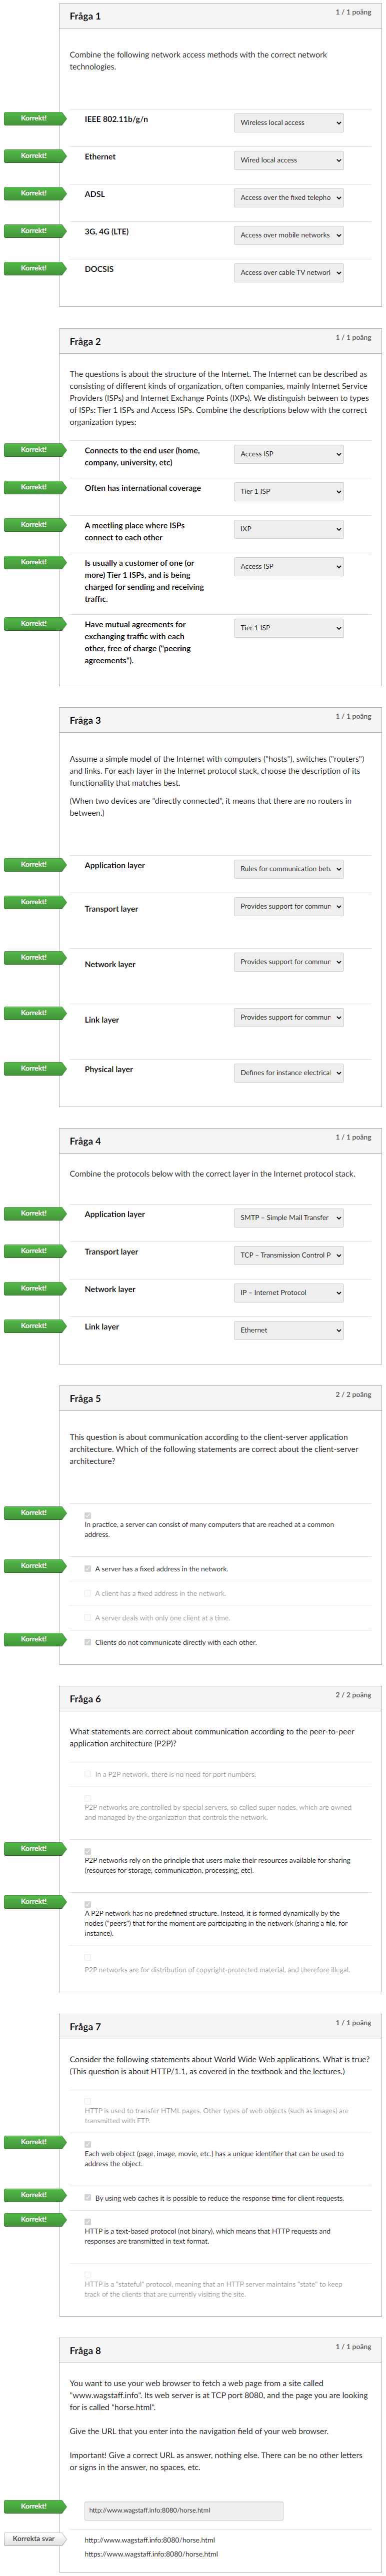 Fråga 1
1 / 1 poäng
Combine the following network access methods with the correct network
technologies.
Korrekt!
IEEE 802.11b/g/n
Wireless local access
Korrekt!
Ethernet
Wired local access
Korrekt!
ADSL
Access over the fixed telepho
Korrekt!
3G, 4G (LTE)
Access over mobile networks
Korrekt!
DOCSIS
Access over cable TV network
Fråga 2
1 / 1 poäng
The questions is about the structure of the Internet. The Internet can be described as
consisting of different kinds of organization, often companies, mainly Internet Service
Providers (ISPs) and Internet Exchange Points (IXPs). We distinguish between to types
of ISPs: Tier 1 ISPs and Access ISPs. Combine the descriptions below with the correct
organization types:
Korrekt!
Connects to the end user (home,
company, university, etc)
Access ISP
Korrekt!
Often has international coverage
Tier 1 ISP
Korrekt!
A meetling place where ISPs
connect to each other
IXP
Korrekt!
Is usually a customer of one (or
more) Tier 1 ISPs, and is being
charged for sending and receiving
traffic.
Access ISP
Korrekt!
Have mutual agreements for
exchanging traffic with each
other, free of charge ("peering
agreements").
Tier 1 ISP
Fråga 3
1 / 1 poäng
Assume a simple model of the Internet with computers ("hosts"), switches ("routers")
and links. For each layer in the Internet protocol stack, choose the description of its
functionality that matches best.
(When two devices are "directly connected", it means that there are no routers in
between.)
Korrekt!
Application layer
Rules for communication betw
Korrekt!
Transport layer
Provides support for commun
Korrekt!
Network layer
Provides support for commun
Korrekt!
Link layer
Provides support for commun
Korrekt!
Physical layer
Defines for instance electrical
Fråga 4
1 / 1 poäng
Combine the protocols below with the correct layer in the Internet protocol stack.
Korrekt!
Application layer
SMTP – Simple Mail Transfer
Korrekt!
Transport layer
TCP – Transmission Control P
Korrekt!
Network layer
IP – Internet Protocol
Korrekt!
Link layer
Ethernet
Fråga 5
2 / 2 poäng
This question is about communication according to the client-server application
architecture. Which of the following statements are correct about the client-server
architecture?
Korrekt!
In practice, a server can consist of many computers that are reached at a common
address.
Korrekt!
A server has a fixed address in the network.
A client has a fixed address in the network.
A server deals with only one client at a time.
Korrekt!
Clients do not communicate directly with each other.
Fråga 6
2 / 2 poäng
What statements are correct about communication according to the peer-to-peer
application architecture (P2P)?
In a P2P network, there is no need for port numbers.
P2P networks are controlled by special servers, so called super nodes, which are owned
and managed by the organization that controls the network.
Korrekt!
P2P networks rely on the principle that users make their resources available for sharing
(resources for storage, communication, processing, etc).
Korrekt!
A P2P network has no predefined structure. Instead, it is formed dynamically by the
nodes ("peers") that for the moment are participating in the network (sharing a file, for
instance).
P2P networks are for distribution of copyright-protected material, and therefore illegal.
Fråga 7
1 / 1 poäng
Consider the following statements about World Wide Web applications. What is true?
(This question is about HTTP/1.1, as covered in the textbook and the lectures.)
HTTP is used to transfer HTML pages. Other types of web objects (such as images) are
transmitted with FTP.
Korrekt!
Each web object (page, image, movie, etc.) has a unique identifier that can be used to
address the object.
Korrekt!
By using web caches it is possible to reduce the response time for client requests.
Korrekt!
HTTP is a text-based protocol (not binary), which means that HTTP requests and
responses are transmitted in text format.
HTTP is a "stateful" protocol, meaning that an HTTP server maintains "state" to keep
track of the clients that are currently visiting the site.
Fråga 8
1 / 1 poäng
You want to use your web browser to fetch a web page from a site called
"www.wagstaff.info". Its web server is at TCP port 8080, and the page you are looking
for is called "horse.html".
Give the URL that you enter into the navigation field of your web browser.
Important! Give a correct URL as answer, nothing else. There can be no other letters
or signs in the answer, no spaces, etc.
Korrekt!
http://www.wagstaff.info:8080/horse.html
Korrekta svar
http://www.wagstaff.info:8080/horse.html
https://www.wagstaff.info:8080/horse.html